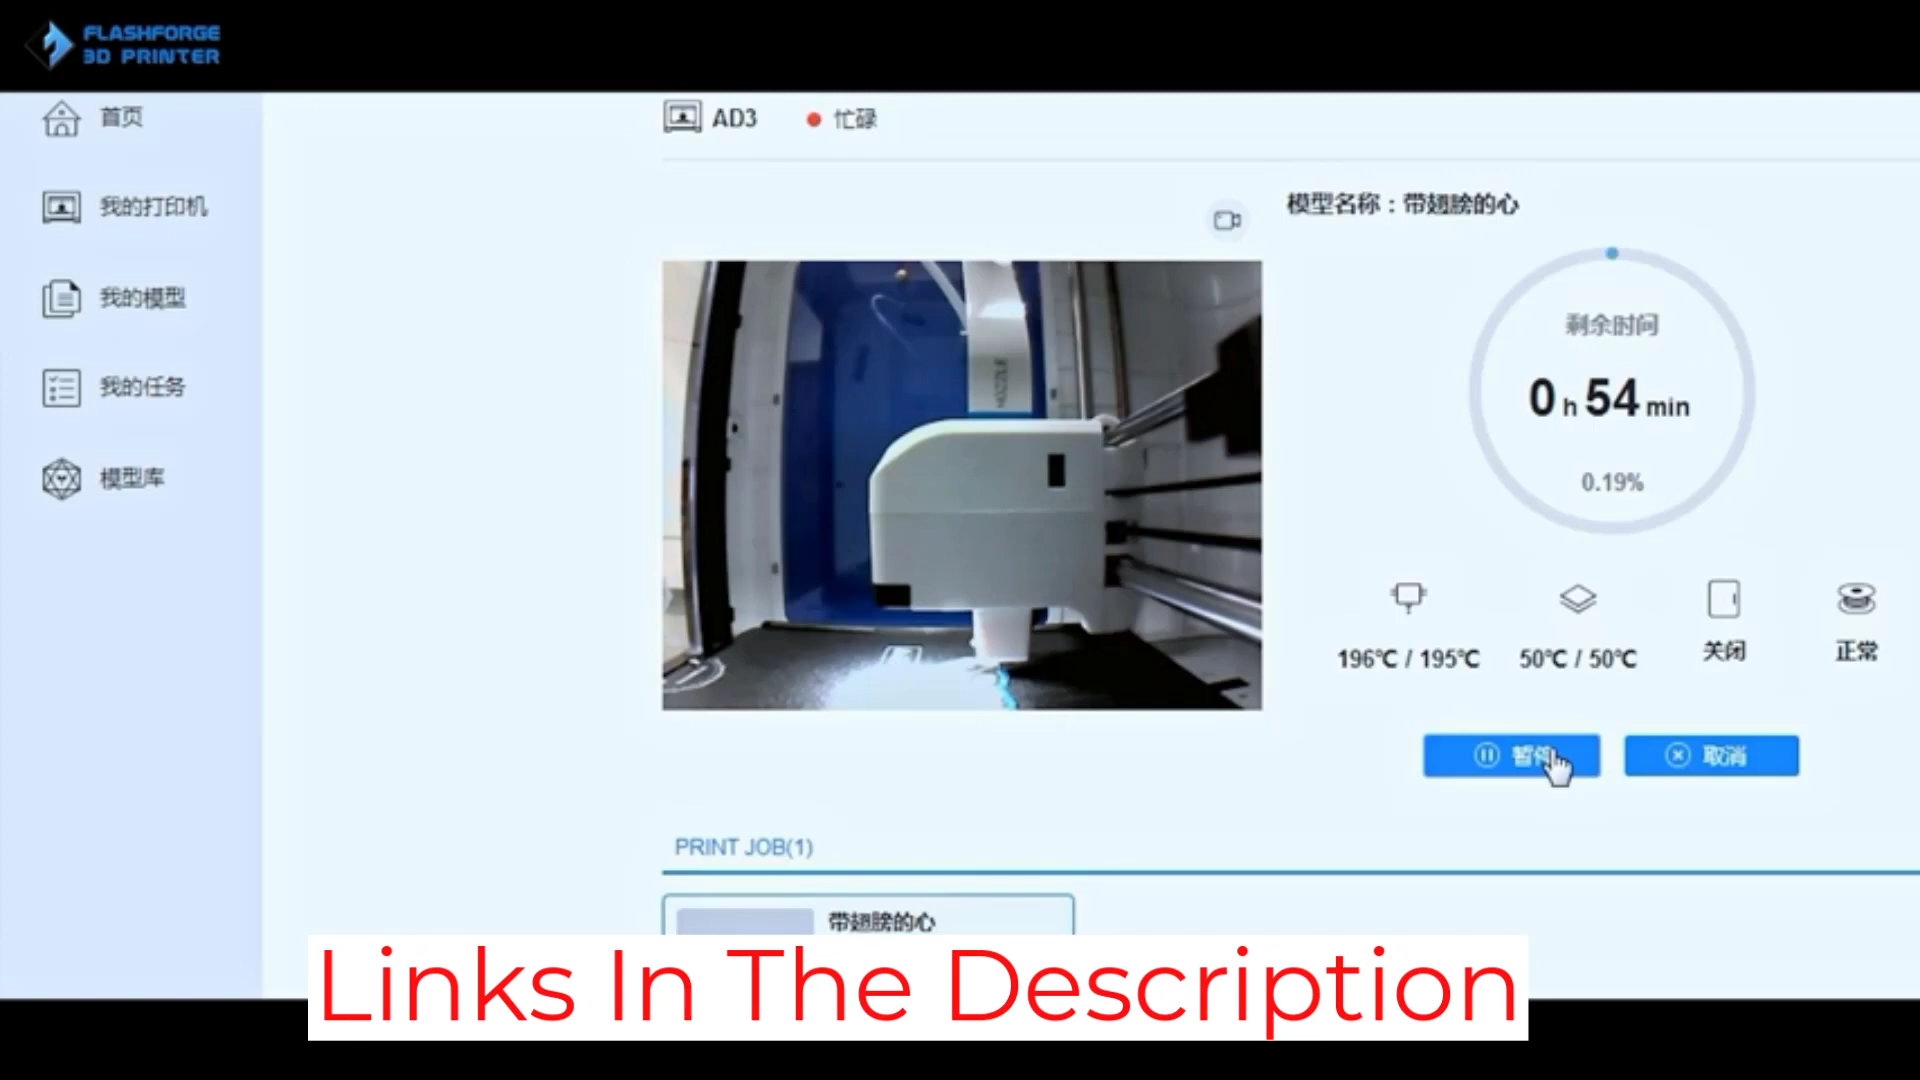 FLASHFORGE
3D PRINTER
首页
我的打印机
我的模型
我的任务
模型库
AD3
忙碌
模型名称：带翅膀的心
NOZZLE
剩余时间
0 h 54 min
0.19%
196℃ / 195℃
50℃ / 50℃
关闭
正常
暂停
取消
PRINT JOB(1)
带翅膀的心
Links In The Description